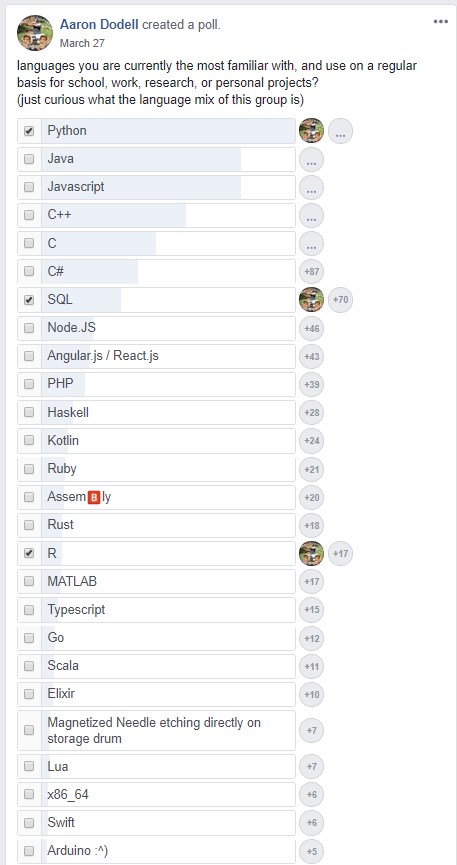 Aaron Dodell created a poll.
March 27
languages you are currently the most familiar with, and use on a regular
basis for school, work, research, or personal projects?
(just curious what the language mix of this group is)
Python ...
Java ...
Javascript ...
C++ ...
C ...
C# +87
SQL +70
Node.JS +46
Angular.js / React.js +43
PHP +39
Haskell +28
Kotlin +24
Ruby +21
Assem🅱️ly +20
Rust +18
R +17
MATLAB +17
Typescript +15
Go +12
Scala +11
Elixir +10
Magnetized Needle etching directly on
storage drum +7
Lua +7
x86_64 +6
Swift +6
Arduino :^) +5